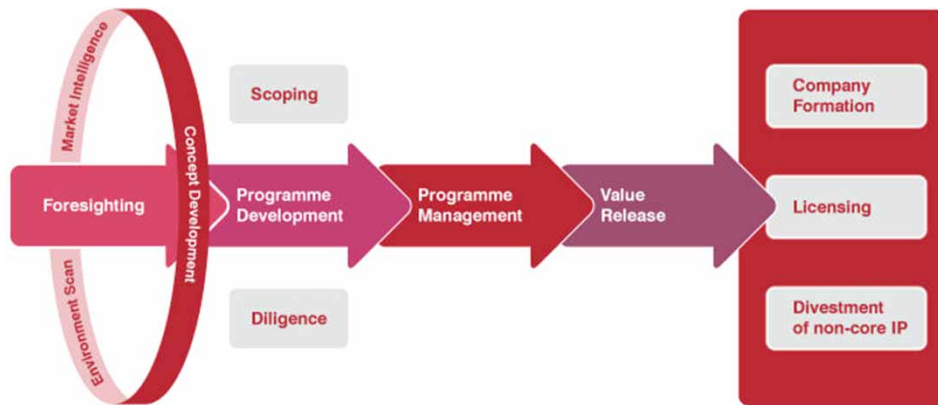 Market Intelligence
Foresighting
Environment Scan
Concept Development
Scoping
Programme
Development
Diligence
Programme
Management
Value
Release
Company
Formation
Licensing
Divestment
of non-core IP